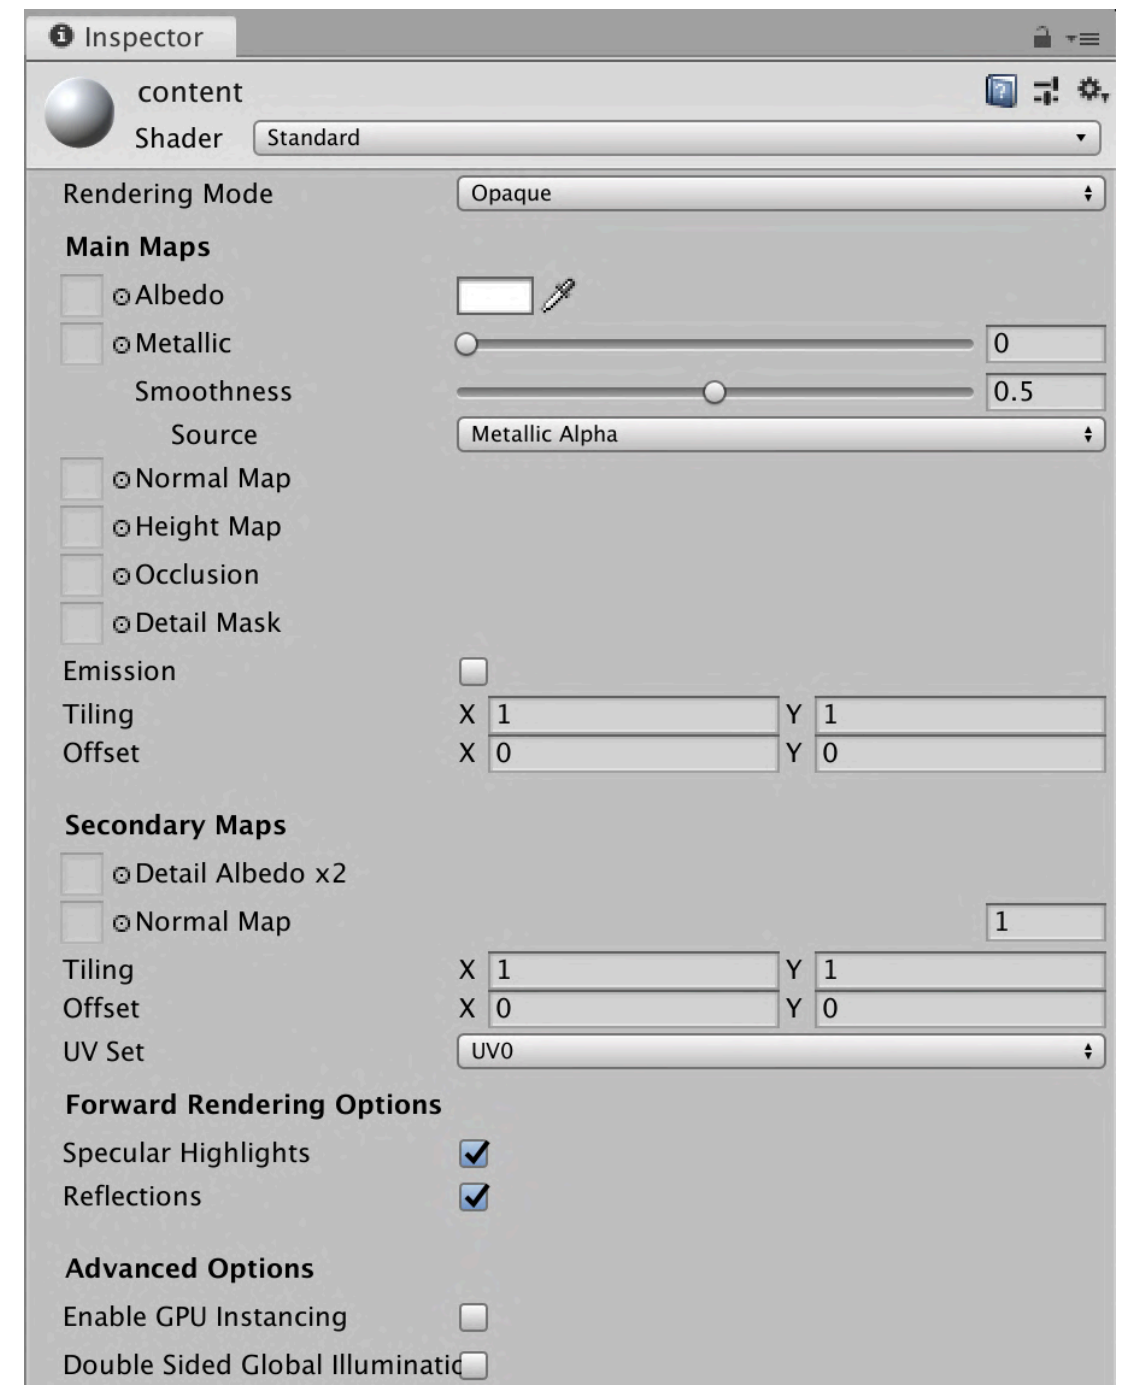 Inspector
content
Shader Standard
Rendering Mode Opaque
Main Maps
Albedo
Metallic 0
Smoothness 0.5
Source Metallic Alpha
Normal Map
Height Map
Occlusion
Detail Mask
Emission
Tiling X 1 Y 1
Offset X 0 Y 0
Secondary Maps
Detail Albedo x2
Normal Map 1
Tiling X 1 Y 1
Offset X 0 Y 0
UV Set UV0
Forward Rendering Options
Specular Highlights
Reflections
Advanced Options
Enable GPU Instancing
Double Sided Global Illuminatic